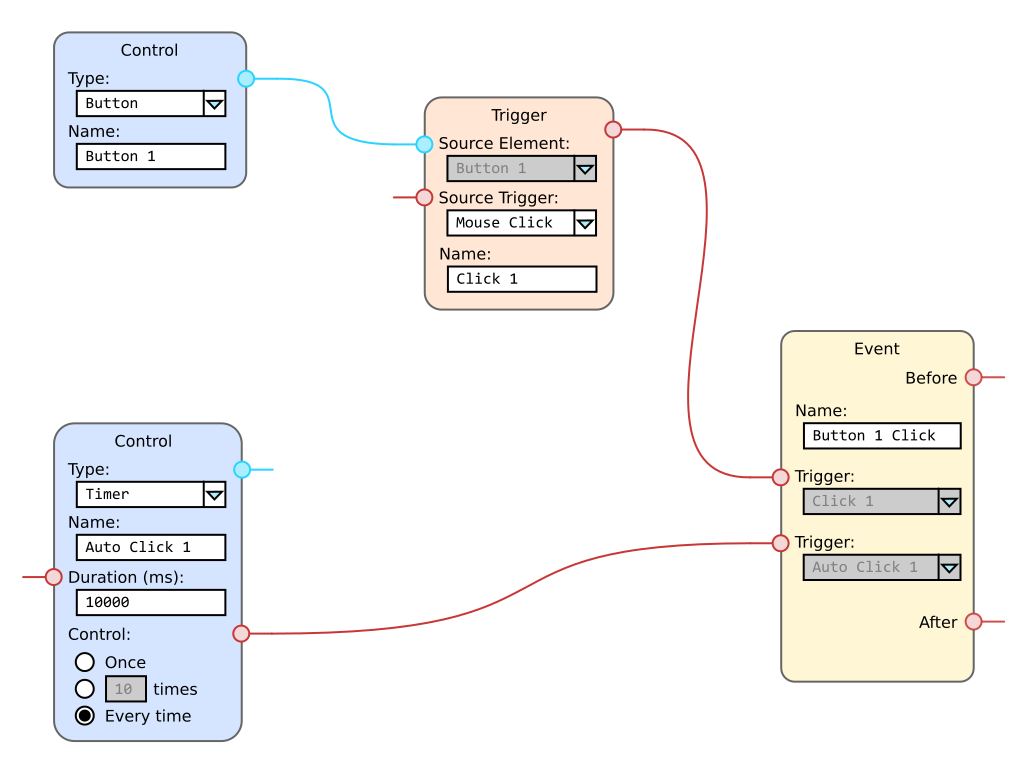 Control
Type:
Button
Name:
Button 1
Trigger
Source Element:
Button 1
Source Trigger:
Mouse Click
Name:
Click 1
Control
Type:
Timer
Name:
Auto Click 1
Duration (ms):
10000
Control:
Once
10 times
Every time
Event
Before
Name:
Button 1 Click
Trigger:
Click 1
Trigger:
Auto Click 1
After